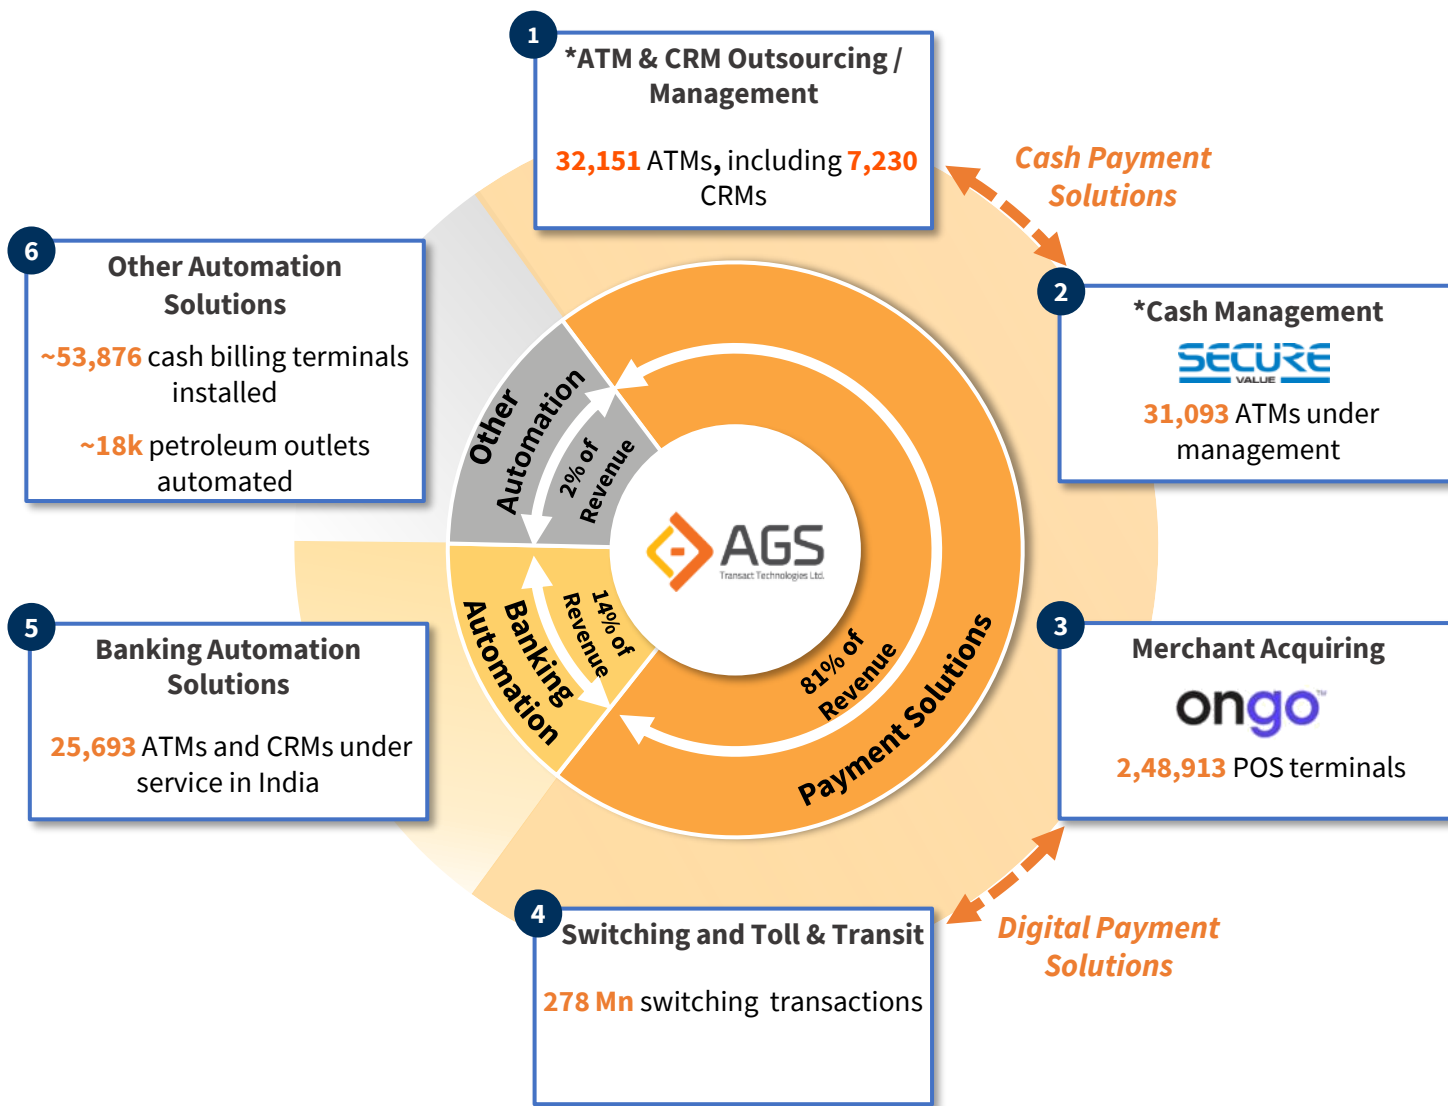 1
*ATM & CRM Outsourcing /
Management
32,151 ATMs, including 7,230
CRMs
Cash Payment
Solutions
2
*Cash Management
SECURE
VALUE
31,093 ATMs under
management
3
Merchant Acquiring
ongo™
2,48,913 POS terminals
Digital Payment
Solutions
4
Switching and Toll & Transit
278 Mn switching transactions
5
Banking Automation
Solutions
25,693 ATMs and CRMs under
service in India
6
Other Automation
Solutions
~53,876 cash billing terminals
installed
~18k petroleum outlets
automated
Other
Automation
2% of
Revenue
Banking
Automation
14% of
Revenue
Payment Solutions
81% of
Revenue
AGS
Transact Technologies Ltd.